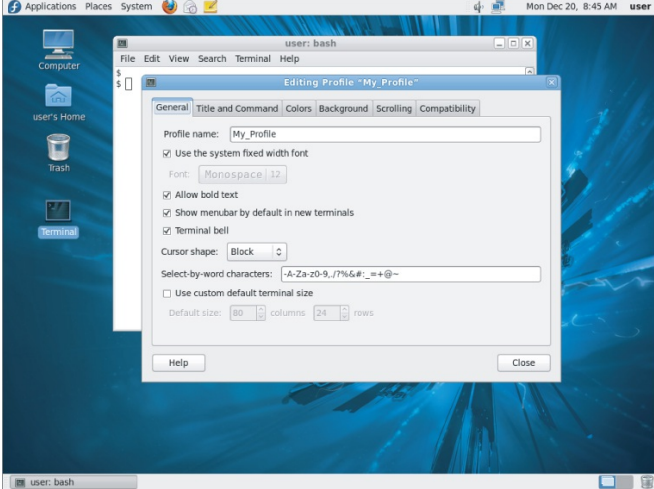 Applications Places System Mon Dec 20, 8:45 AM user
Computer
user's Home
Trash
Terminal
user: bash
File Edit View Search Terminal Help
$
$
Editing Profile "My_Profile"
General Title and Command Colors Background Scrolling Compatibility
Profile name: My_Profile
Use the system fixed width font
Font: Monospace 12
Allow bold text
Show menubar by default in new terminals
Terminal bell
Cursor shape: Block
Select-by-word characters: -A-Za-z0-9,./?%&#:_=+@~
Use custom default terminal size
Default size: 80 columns 24 rows
Help Close
user: bash